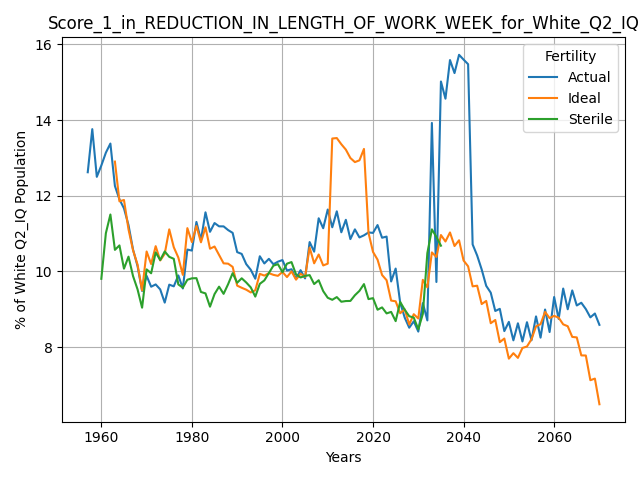 Score_1_in_REDUCTION_IN_LENGTH_OF_WORK_WEEK_for_White_Q2_IQ
Fertility
Actual
Ideal
Sterile
% of White Q2_IQ Population
16
14
12
10
8
1960 1980 2000 2020 2040 2060
Years